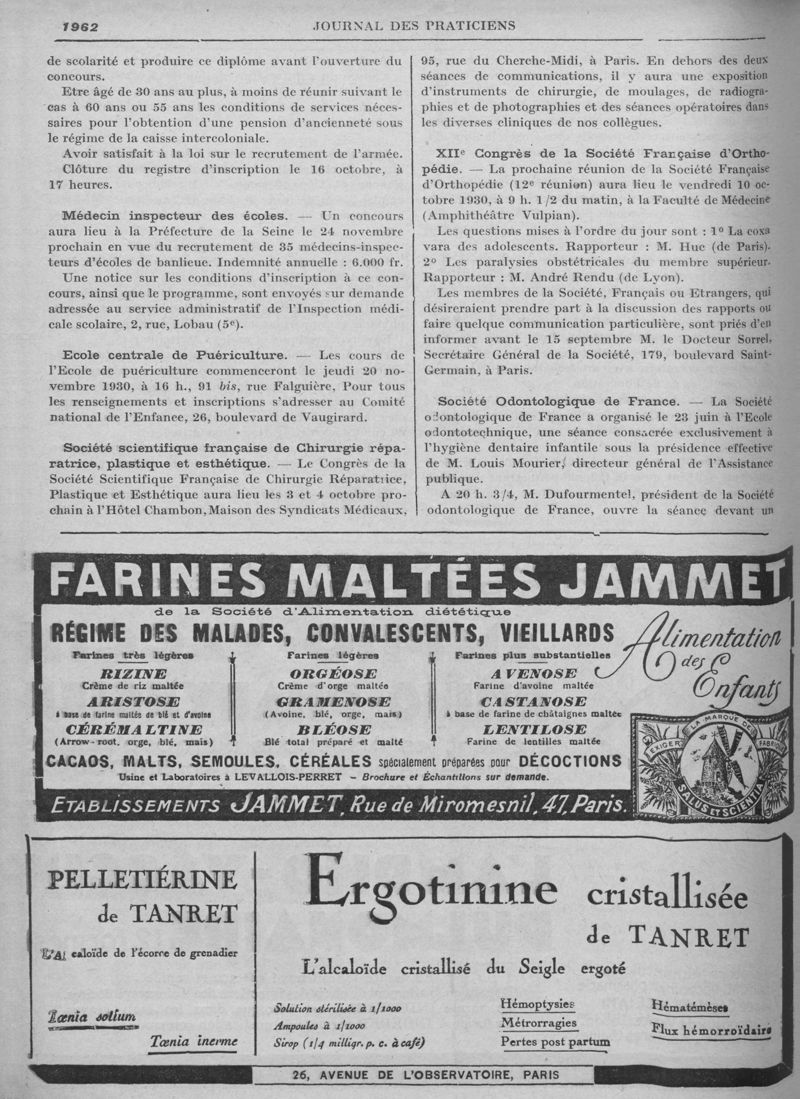 1962
JOURNAL DES PRATICIENS
de scolarité et produire ce diplôme avant l'ouverture du
concours.
Etre âgé de 30 ans au plus, à moins de réunir suivant le
cas à 60 ans ou 55 ans les conditions de services néces-
saires pour l'obtention d'une pension d'ancienneté sous
le régime de la caisse intercoloniale.
Avoir satisfait à la loi sur le recrutement de l'armée.
Clôture du registre d'inscription le 16 octobre, à
17 heures.
Médecin inspecteur des écoles. — Un concours
aura lieu à la Préfecture de la Seine le 24 novembre
prochain en vue du recrutement de 35 médecins-inspec-
teurs d'écoles de banlieue. Indemnité annuelle : 6.000 fr.
Une notice sur les conditions d'inscription à ce con-
cours, ainsi que le programme, sont envoyés sur demande
adressée au service administratif de l'Inspection médi-
cale scolaire, 2, rue, Lobau (5e).
Ecole centrale de Puériculture. — Les cours de
l'Ecole de puériculture commenceront le jeudi 20 no-
vembre 1930, à 16 h., 91 bis, rue Falguière, Pour tous
les renseignements et inscriptions s'adresser au Comité
national de l'Enfance, 26, boulevard de Vaugirard.
Société scientifique française de Chirurgie répa-
ratrice, plastique et esthétique. — Le Congrès de la
Société Scientifique Française de Chirurgie Réparatrice,
Plastique et Esthétique aura lieu les 3 et 4 octobre pro-
chain à l'Hôtel Chambon, Maison des Syndicats Médicaux,
95, rue du Cherche-Midi, à Paris. En dehors des deux
séances de communications, il y aura une exposition
d'instruments de chirurgie, de moulages, de radiogra-
phies et de photographies et des séances opératoires dans
les diverses cliniques de nos collègues.
XIIe Congrès de la Société Française d'Ortho-
pédie. — La prochaine réunion de la Société Française
d'Orthopédie (12e réunion) aura lieu le vendredi 10 oc-
tobre 1930, à 9 h. 1/2 du matin, à la Faculté de Médecine
(Amphithéâtre Vulpian).
Les questions mises à l'ordre du jour sont : 1° La coxa
vara des adolescents. Rapporteur : M. Huc (de Paris).
2° Les paralysies obstétricales du membre supérieur.
Rapporteur : M. André Rendu (de Lyon).
Les membres de la Société, Français ou Etrangers, qui
désireraient prendre part à la discussion des rapports ou
faire quelque communication particulière, sont priés d'en
informer avant le 15 septembre M. le Docteur Sorrel,
Secrétaire Général de la Société, 179, boulevard Saint-
Germain, à Paris.
Société Odontologique de France. — La Société
odontologique de France a organisé le 23 juin à l'Ecole
odontotechnique, une séance consacrée exclusivement à
l'hygiène dentaire infantile sous la présidence effective
de M. Louis Mourier, directeur général de l'Assistance
publique.
A 20 h. 3/4, M. Dufourmentel, président de la Société
odontologique de France, ouvre la séance devant un
FARINES MALTÉES JAMMET
de la Société d'Alimentation diététique
RÉGIME DES MALADES, CONVALESCENTS, VIEILLARDS
Alimentation
des
Enfants
Farines très légères
RIZINE
Crème de riz maltée
ARISTOSE
à base de farine maltée de blé et d'avoine
CÉRÉMALTINE
(Arrow-root, orge, blé, maïs)
Farines légères
ORGÉOSE
Crème d'orge maltée
GRAMENOSE
(Avoine, blé, orge, maïs)
BLÉOSE
Blé total préparé et malté
Farines plus substantielles
AVENOSE
Farine d'avoine maltée
CASTANOSE
à base de farine de châtaignes maltée
LENTILOSE
Farine de lentilles maltée
CACAOS, MALTS, SEMOULES, CÉRÉALES spécialement préparées pour DÉCOCTIONS
Usine et Laboratoires à LEVALLOIS-PERRET – Brochure et Échantillons sur demande.
EXIGER LA MARQUE DE FABRIQUE
SALUS ET SCIENTIA
ETABLISSEMENTS JAMMET, Rue de Miromesnil, 47, Paris.
PELLETIÉRINE
de TANRET
L'Al caloïde de l'écorce de grenadier
Tœnia solium
Tœnia inerme
Ergotinine cristallisée
de TANRET
L'alcaloïde cristallisé du Seigle ergoté
Solution stérilisée à 1/1000
Ampoules à 1/1000
Sirop (1/4 milligr. p. c. à café)
Hémoptysies
Métrorragies
Pertes post partum
Hématémèses
Flux hémorroïdaire
26, AVENUE DE L'OBSERVATOIRE, PARIS